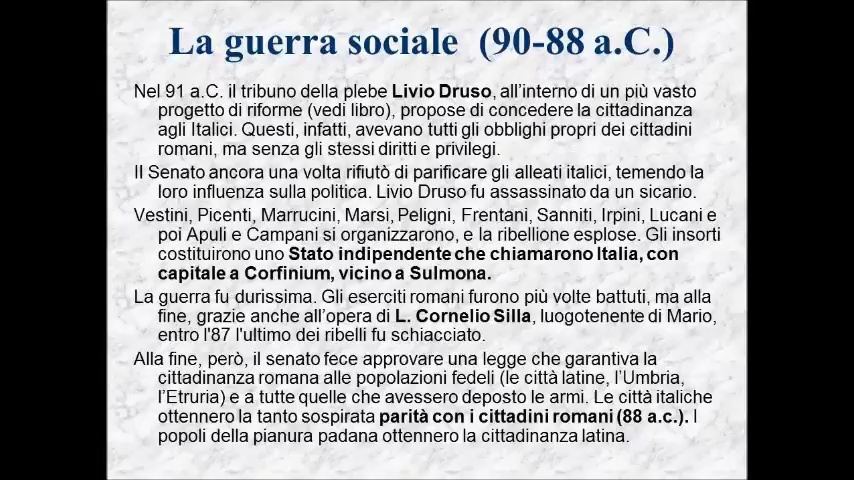 La guerra sociale (90-88 a.C.)
Nel 91 a.C. il tribuno della plebe Livio Druso, all'interno di un più vasto
progetto di riforme (vedi libro), propose di concedere la cittadinanza
agli Italici. Questi, infatti, avevano tutti gli obblighi propri dei cittadini
romani, ma senza gli stessi diritti e privilegi.
Il Senato ancora una volta rifiutò di parificare gli alleati italici, temendo la
loro influenza sulla politica. Livio Druso fu assassinato da un sicario.
Vestini, Picenti, Marrucini, Marsi, Peligni, Frentani, Sanniti, Irpini, Lucani e
poi Apuli e Campani si organizzarono, e la ribellione esplose. Gli insorti
costituirono uno Stato indipendente che chiamarono Italia, con
capitale a Corfinium, vicino a Sulmona.
La guerra fu durissima. Gli eserciti romani furono più volte battuti, ma alla
fine, grazie anche all'opera di L. Cornelio Silla, luogotenente di Mario,
entro l'87 l'ultimo dei ribelli fu schiacciato.
Alla fine, però, il senato fece approvare una legge che garantiva la
cittadinanza romana alle popolazioni fedeli (le città latine, l'Umbria,
l'Etruria) e a tutte quelle che avessero deposto le armi. Le città italiche
ottennero la tanto sospirata parità con i cittadini romani (88 a.c.). I
popoli della pianura padana ottennero la cittadinanza latina.